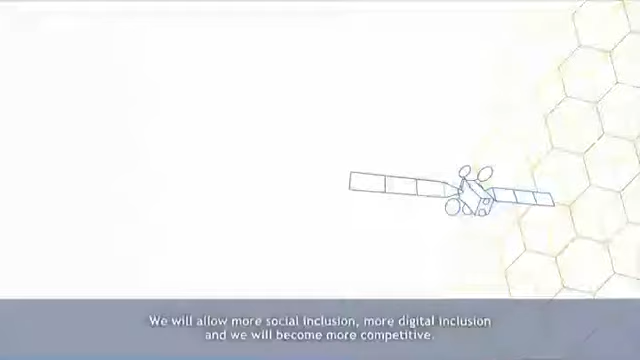 We will allow more social inclusion, more digital inclusion
and we will become more competitive.